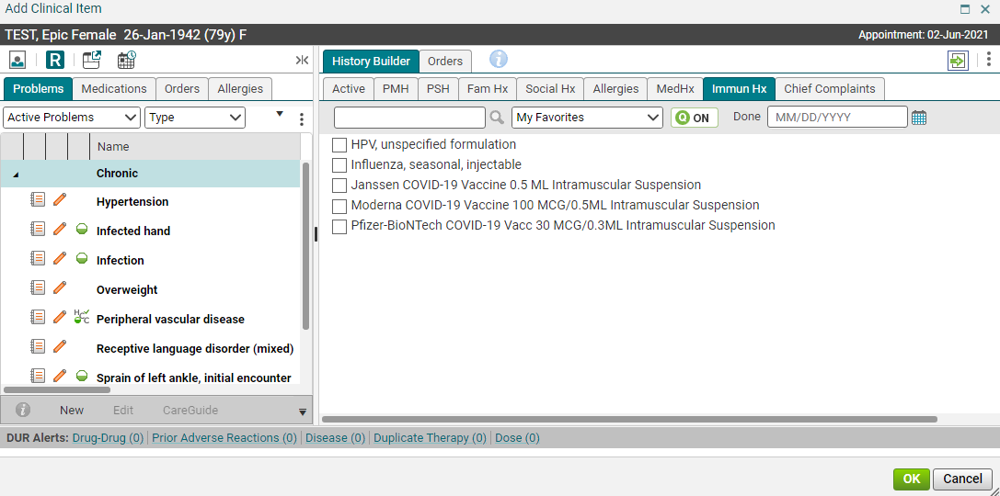 Add Clinical Item
TEST, Epic Female 26-Jan-1942 (79y) F
Appointment: 02-Jun-2021
R
Problems Medications Orders Allergies
Active Problems Type
Name
Chronic
Hypertension
Infected hand
Infection
Overweight
HCC Peripheral vascular disease
Receptive language disorder (mixed)
Sprain of left ankle, initial encounter
i New Edit CareGuide
History Builder Orders i
Active PMH PSH Fam Hx Social Hx Allergies MedHx Immun Hx Chief Complaints
My Favorites Q ON Done MM/DD/YYYY
HPV, unspecified formulation
Influenza, seasonal, injectable
Janssen COVID-19 Vaccine 0.5 ML Intramuscular Suspension
Moderna COVID-19 Vaccine 100 MCG/0.5ML Intramuscular Suspension
Pfizer-BioNTech COVID-19 Vacc 30 MCG/0.3ML Intramuscular Suspension
DUR Alerts: Drug-Drug (0) Prior Adverse Reactions (0) Disease (0) Duplicate Therapy (0) Dose (0)
OK Cancel